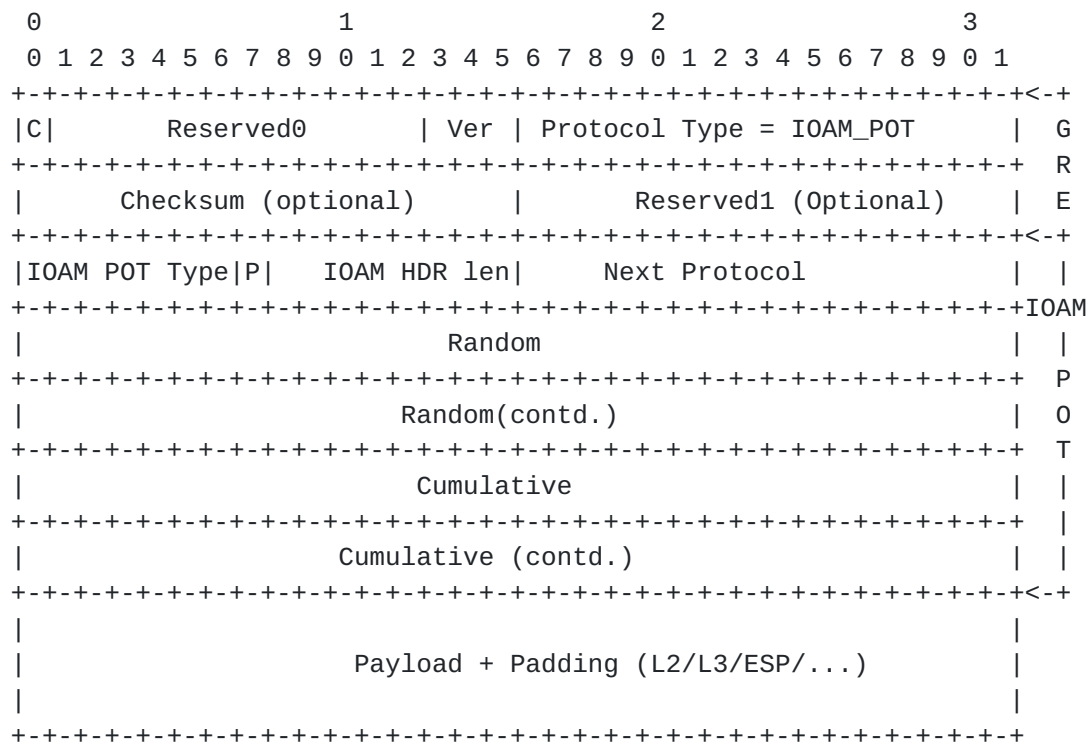 0                   1                   2                   3
 0 1 2 3 4 5 6 7 8 9 0 1 2 3 4 5 6 7 8 9 0 1 2 3 4 5 6 7 8 9 0 1
+-+-+-+-+-+-+-+-+-+-+-+-+-+-+-+-+-+-+-+-+-+-+-+-+-+-+-+-+-+-+-+-+<-+
|C|       Reserved0       | Ver | Protocol Type = IOAM_POT      |  G
+-+-+-+-+-+-+-+-+-+-+-+-+-+-+-+-+-+-+-+-+-+-+-+-+-+-+-+-+-+-+-+-+  R
|      Checksum (optional)      |       Reserved1 (Optional)    |  E
+-+-+-+-+-+-+-+-+-+-+-+-+-+-+-+-+-+-+-+-+-+-+-+-+-+-+-+-+-+-+-+-+<-+
|IOAM POT Type|P|   IOAM HDR len|     Next Protocol             |  |
+-+-+-+-+-+-+-+-+-+-+-+-+-+-+-+-+-+-+-+-+-+-+-+-+-+-+-+-+-+-+-+-+IOAM
|                           Random                              |  |
+-+-+-+-+-+-+-+-+-+-+-+-+-+-+-+-+-+-+-+-+-+-+-+-+-+-+-+-+-+-+-+-+  P
|                        Random(contd.)                         |  O
+-+-+-+-+-+-+-+-+-+-+-+-+-+-+-+-+-+-+-+-+-+-+-+-+-+-+-+-+-+-+-+-+  T
|                         Cumulative                            |  |
+-+-+-+-+-+-+-+-+-+-+-+-+-+-+-+-+-+-+-+-+-+-+-+-+-+-+-+-+-+-+-+-+  |
|                    Cumulative (contd.)                        |  |
+-+-+-+-+-+-+-+-+-+-+-+-+-+-+-+-+-+-+-+-+-+-+-+-+-+-+-+-+-+-+-+-+<-+
|                                                               |
|                     Payload + Padding (L2/L3/ESP/...)         |
|                                                               |
+-+-+-+-+-+-+-+-+-+-+-+-+-+-+-+-+-+-+-+-+-+-+-+-+-+-+-+-+-+-+-+-+